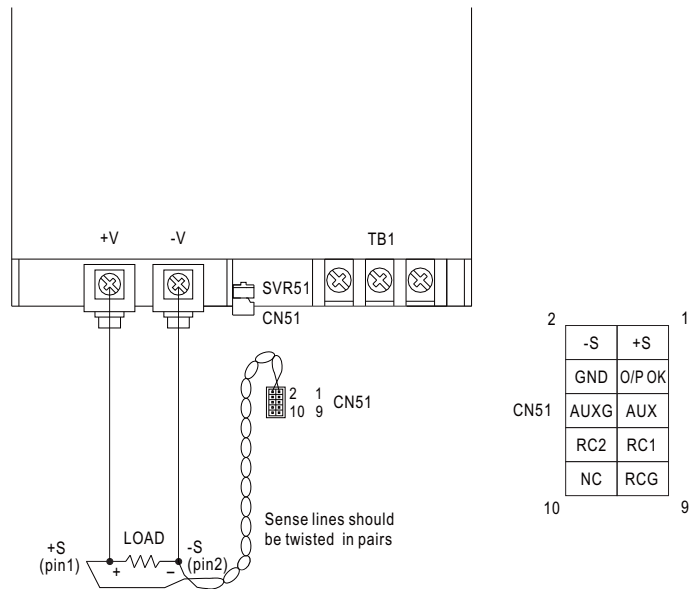 +V -V TB1
SVR51
CN51
2 1
10 9
CN51
+S
(pin1)
LOAD
+ –
-S
(pin2)
Sense lines should
be twisted in pairs
2 1
-S +S
GND O/P OK
CN51 AUXG AUX
RC2 RC1
NC RCG
10 9